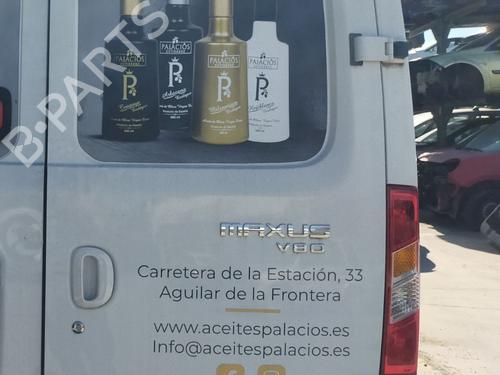 B-PARTS
PALACIOS
PALACIOS
PALACIOS
PALACIOS
MAXUS
V80
Carretera de la Estación, 33
Aguilar de la Frontera
www.aceitespalacios.es
Info@aceitespalacios.es